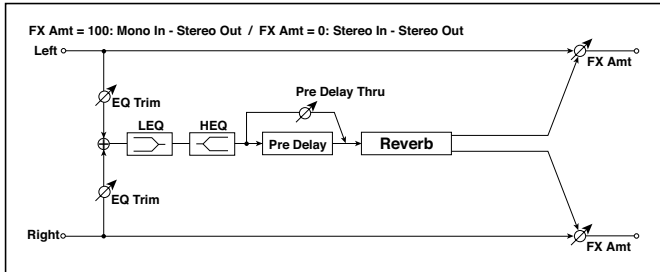 FX Amt = 100: Mono In - Stereo Out / FX Amt = 0: Stereo In - Stereo Out
Left
FX Amt
Pre Delay Thru
EQ Trim
LEQ
HEQ
Pre Delay
Reverb
EQ Trim
Right
FX Amt